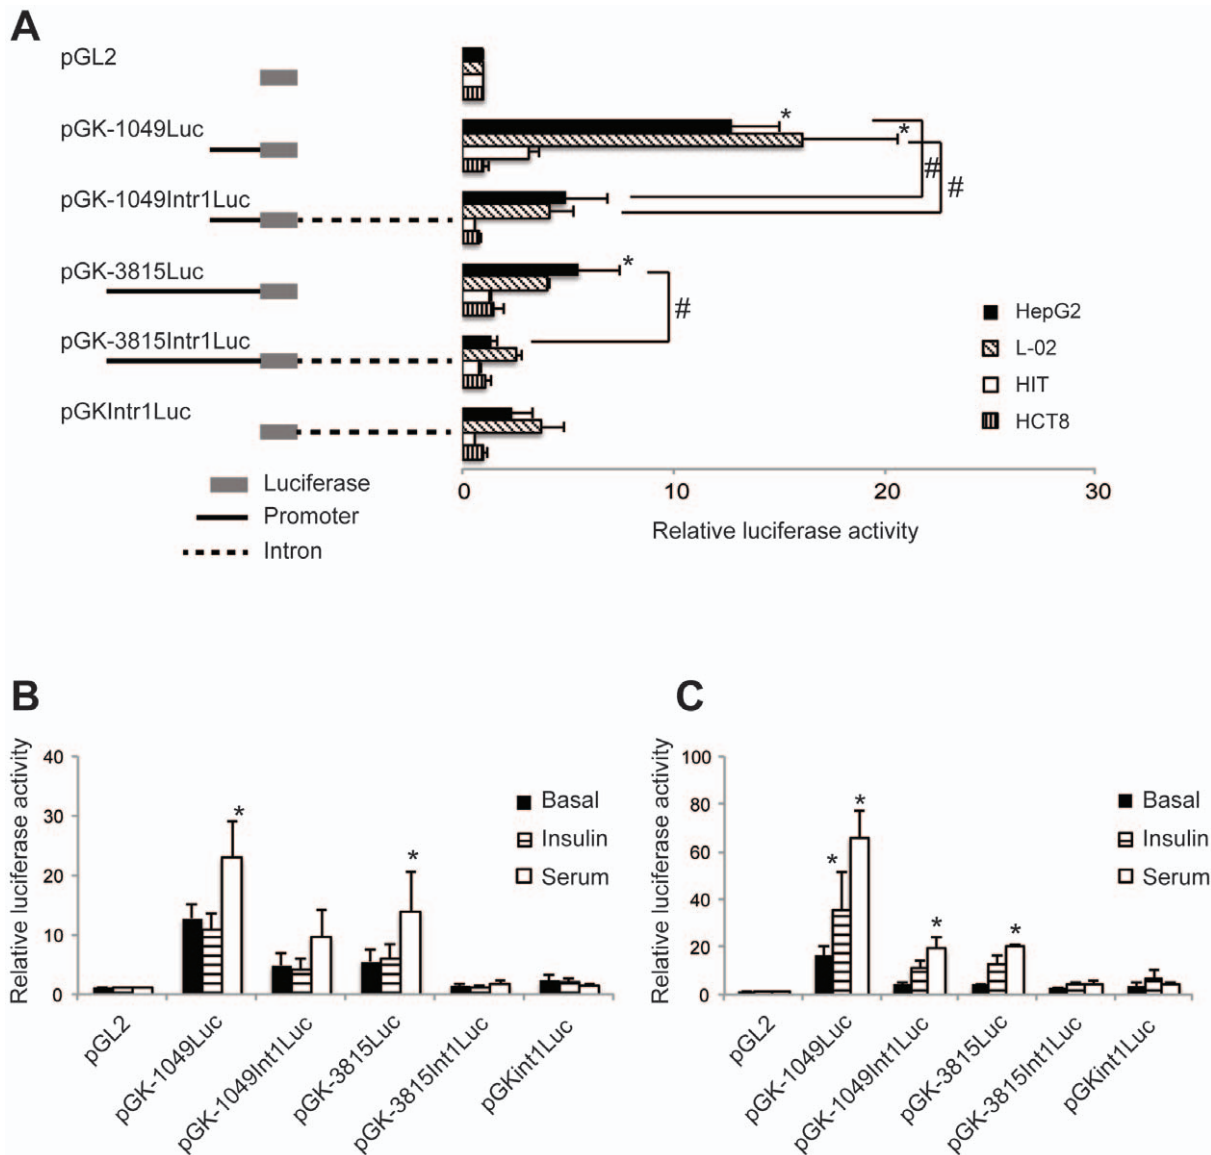 A
pGL2
pGK-1049Luc
*
*
#
#
pGK-1049Intr1Luc
pGK-3815Luc
*
#
pGK-3815Intr1Luc
pGKIntr1Luc
HepG2
L-02
HIT
HCT8
0 10 20 30
Relative luciferase activity
Luciferase
Promoter
Intron
B
Relative luciferase activity
40
30
20
10
0
*
*
Basal
Insulin
Serum
pGL2
pGK-1049Luc
pGK-1049Int1Luc
pGK-3815Luc
pGK-3815Int1Luc
pGKint1Luc
C
Relative luciferase activity
100
80
60
40
20
0
*
*
*
*
Basal
Insulin
Serum
pGL2
pGK-1049Luc
pGK-1049Int1Luc
pGK-3815Luc
pGK-3815Int1Luc
pGKint1Luc